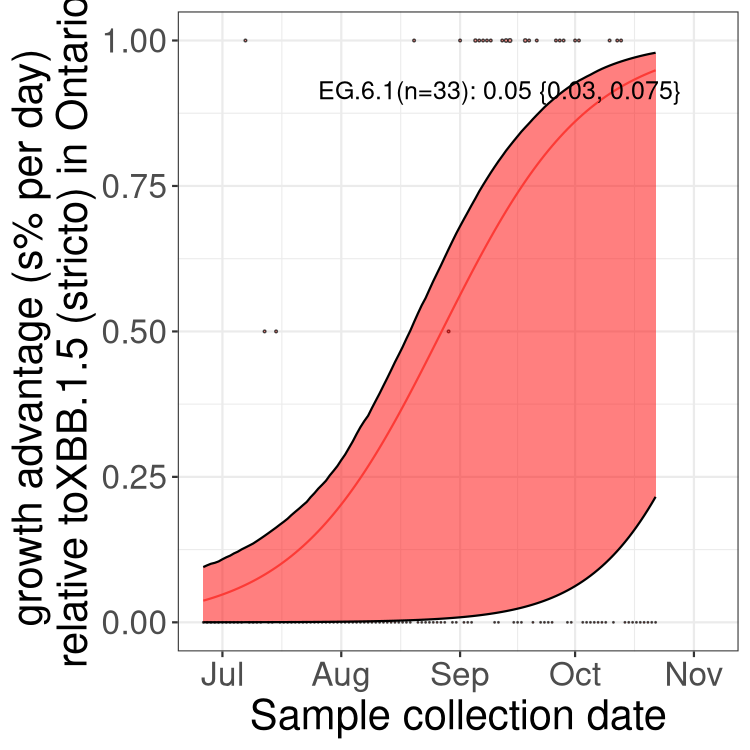 growth advantage (s% per day)
relative toXBB.1.5 (stricto) in Ontario
1.00
0.75
0.50
0.25
0.00
EG.6.1(n=33): 0.05 {0.03, 0.075}
Jul Aug Sep Oct Nov
Sample collection date